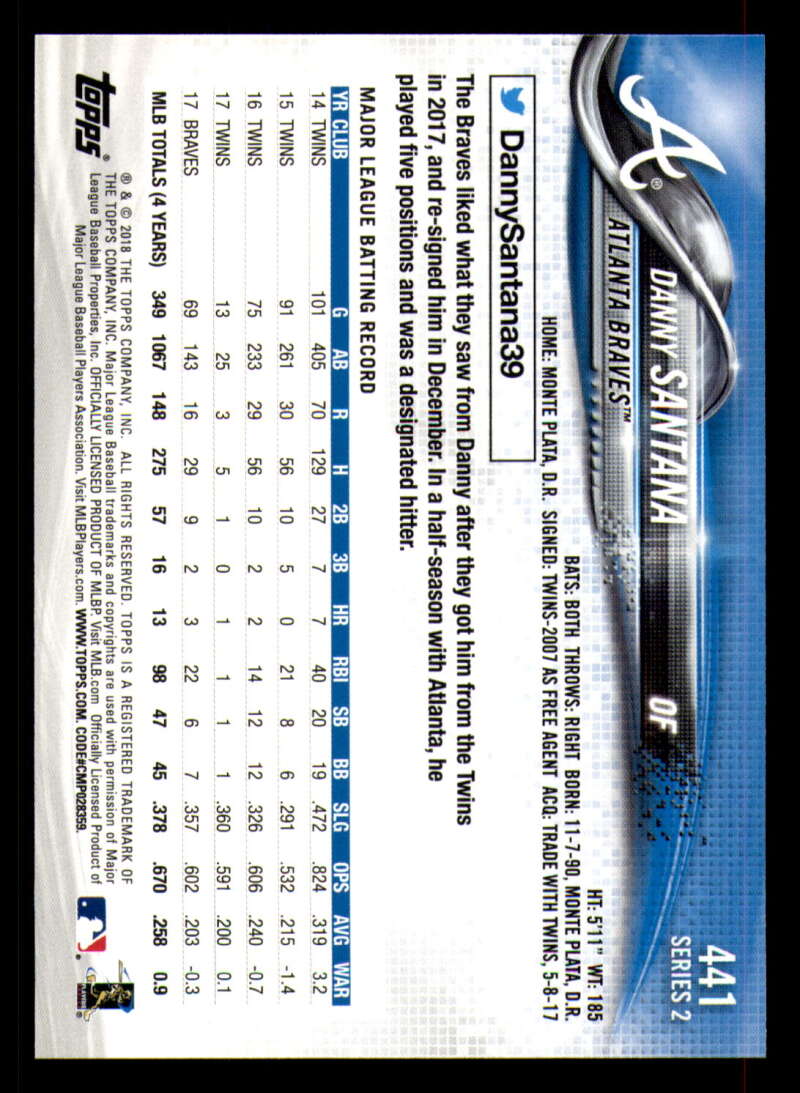 441
SERIES 2
A®
DANNY SANTANA OF
ATLANTA BRAVES™
HT: 5'11" WT: 185
BATS: BOTH THROWS: RIGHT BORN: 11-7-90, MONTE PLATA, D.R.
HOME: MONTE PLATA, D.R. SIGNED: TWINS-2007 AS FREE AGENT ACQ: TRADE WITH TWINS, 5-8-17
DannySantana39
The Braves liked what they saw from Danny after they got him from the Twins
in 2017, and re-signed him in December. In a half-season with Atlanta, he
played five positions and was a designated hitter.
MAJOR LEAGUE BATTING RECORD
YR CLUB G AB R H 2B 3B HR RBI SB BB SLG OPS AVG WAR
14 TWINS 101 405 70 129 27 7 7 40 20 19 .472 .824 .319 3.2
15 TWINS 91 261 30 56 10 5 0 21 8 6 .291 .532 .215 -1.4
16 TWINS 75 233 29 56 10 2 2 14 12 12 .326 .606 .240 -0.7
17 TWINS 13 25 3 5 1 0 1 1 1 1 .360 .591 .200 0.1
17 BRAVES 69 143 16 29 9 2 3 22 6 7 .357 .602 .203 -0.3
MLB TOTALS (4 YEARS) 349 1067 148 275 57 16 13 98 47 45 .378 .670 .258 0.9
topps®
® & © 2018 THE TOPPS COMPANY, INC. ALL RIGHTS RESERVED. TOPPS IS A REGISTERED TRADEMARK OF
THE TOPPS COMPANY, INC. Major League Baseball trademarks and copyrights are used with permission of Major
League Baseball Properties, Inc. OFFICIALLY LICENSED PRODUCT OF MLBP. Visit MLB.com Officially Licensed Product of
Major League Baseball Players Association. Visit MLBPlayers.com. WWW.TOPPS.COM. CODE#CMP028359.